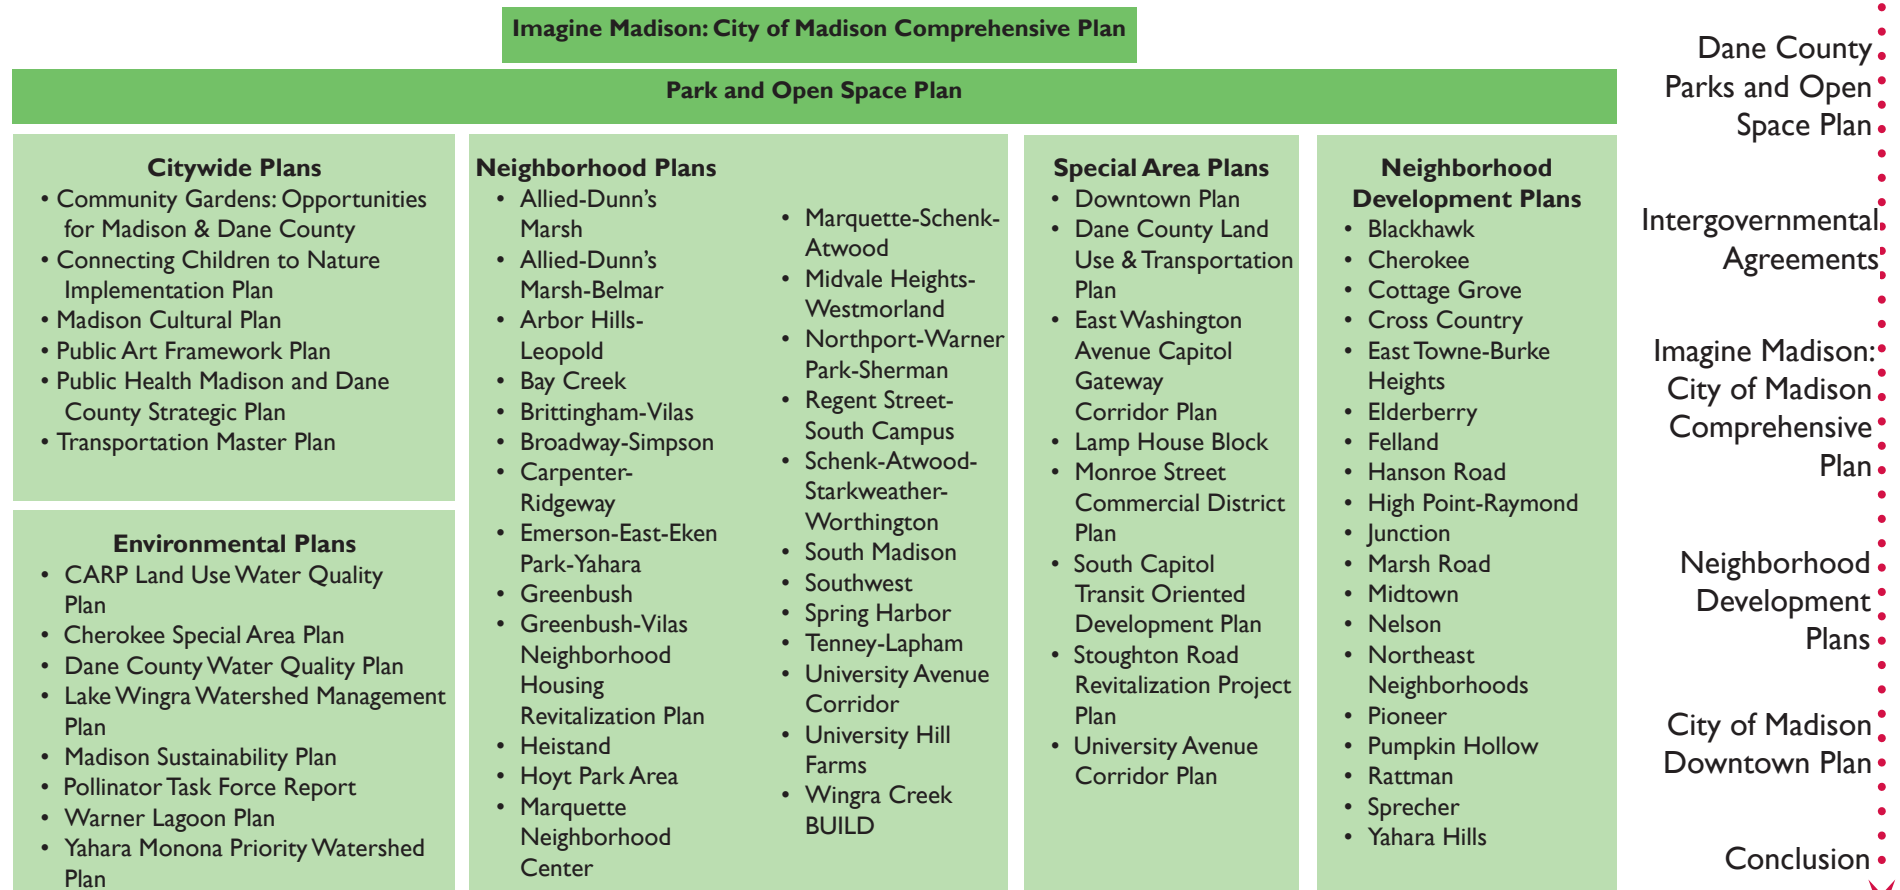 Imagine Madison: City of Madison Comprehensive Plan
Park and Open Space Plan
Citywide Plans
• Community Gardens: Opportunities
for Madison & Dane County
• Connecting Children to Nature
Implementation Plan
• Madison Cultural Plan
• Public Art Framework Plan
• Public Health Madison and Dane
County Strategic Plan
• Transportation Master Plan
Environmental Plans
• CARP Land Use Water Quality
Plan
• Cherokee Special Area Plan
• Dane County Water Quality Plan
• Lake Wingra Watershed Management
Plan
• Madison Sustainability Plan
• Pollinator Task Force Report
• Warner Lagoon Plan
• Yahara Monona Priority Watershed
Plan
Neighborhood Plans
• Allied-Dunn's
Marsh
• Allied-Dunn's
Marsh-Belmar
• Arbor Hills-
Leopold
• Bay Creek
• Brittingham-Vilas
• Broadway-Simpson
• Carpenter-
Ridgeway
• Emerson-East-Eken
Park-Yahara
• Greenbush
• Greenbush-Vilas
Neighborhood
Housing
Revitalization Plan
• Heistand
• Hoyt Park Area
• Marquette
Neighborhood
Center
• Marquette-Schenk-
Atwood
• Midvale Heights-
Westmorland
• Northport-Warner
Park-Sherman
• Regent Street-
South Campus
• Schenk-Atwood-
Starkweather-
Worthington
• South Madison
• Southwest
• Spring Harbor
• Tenney-Lapham
• University Avenue
Corridor
• University Hill
Farms
• Wingra Creek
BUILD
Special Area Plans
• Downtown Plan
• Dane County Land
Use & Transportation
Plan
• East Washington
Avenue Capitol
Gateway
Corridor Plan
• Lamp House Block
• Monroe Street
Commercial District
Plan
• South Capitol
Transit Oriented
Development Plan
• Stoughton Road
Revitalization Project
Plan
• University Avenue
Corridor Plan
Neighborhood
Development Plans
• Blackhawk
• Cherokee
• Cottage Grove
• Cross Country
• East Towne-Burke
Heights
• Elderberry
• Felland
• Hanson Road
• High Point-Raymond
• Junction
• Marsh Road
• Midtown
• Nelson
• Northeast
Neighborhoods
• Pioneer
• Pumpkin Hollow
• Rattman
• Sprecher
• Yahara Hills
Dane County
Parks and Open
Space Plan
Intergovernmental
Agreements
Imagine Madison:
City of Madison
Comprehensive
Plan
Neighborhood
Development
Plans
City of Madison
Downtown Plan
Conclusion